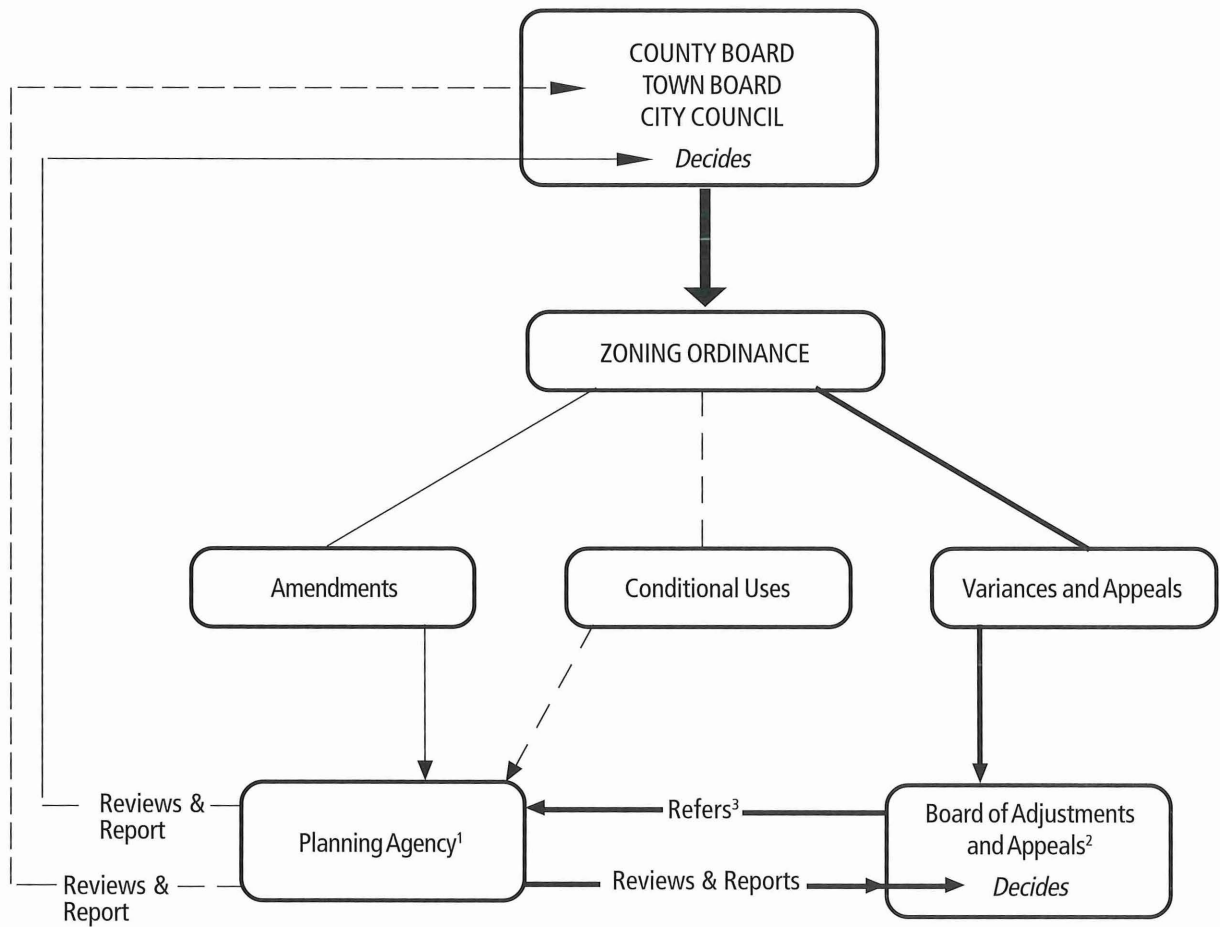 COUNTY BOARD
TOWN BOARD
CITY COUNCIL
Decides
ZONING ORDINANCE
Amendments
Conditional Uses
Variances and Appeals
Reviews &
Report
Planning Agency¹
Refers³
Board of Adjustments
and Appeals²
Decides
Reviews &
Report
Reviews & Reports